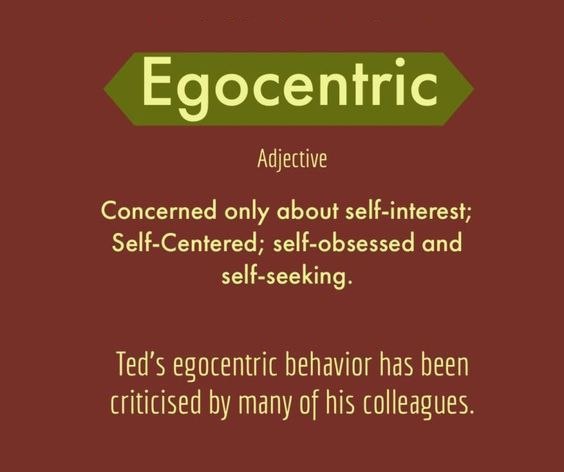 Egocentric
Adjective
Concerned only about self-interest;
Self-Centered; self-obsessed and
self-seeking.
Ted's egocentric behavior has been
criticised by many of his colleagues.